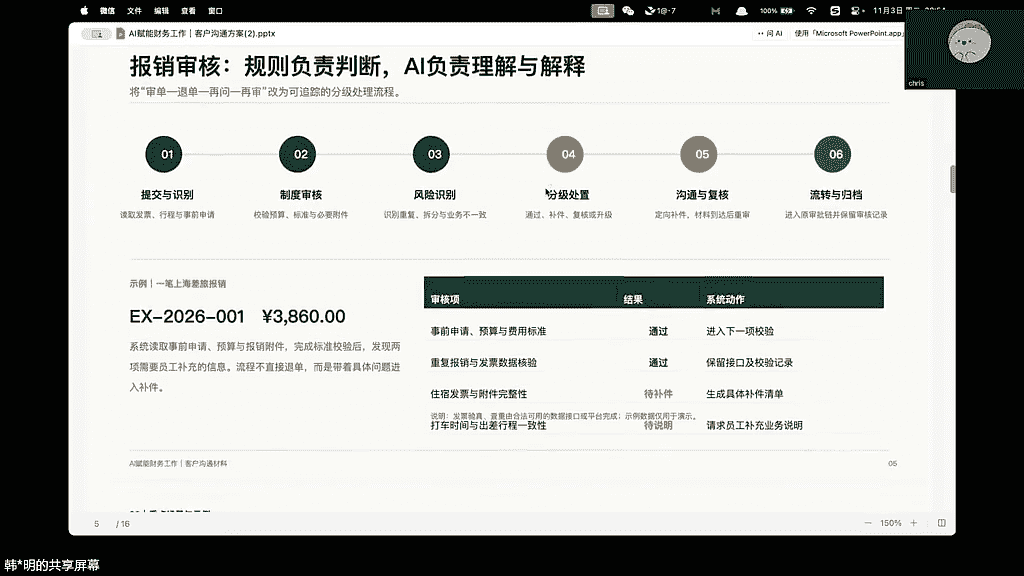 微信 文件 编辑 查看 窗口
1@-7
100%
11月3日
AI赋能财务工作｜客户沟通方案(2).pptx
问 AI
使用「Microsoft PowerPoint.app」
报销审核：规则负责判断，AI负责理解与解释
将“审单—退单—再问—再审”改为可追踪的分级处理流程。
chris
01 02 03 04 05 06
提交与识别 制度审核 风险识别 分级处置 沟通与复核 流转与归档
读取发票、行程与事前申请 校验预算、标准与必要附件 识别重复、拆分与业务不一致 通过、补件、复核或升级 定向补件，材料到达后重审 进入原审批链并保留审核记录
示例｜一笔上海差旅报销
EX-2026-001 ¥3,860.00
系统读取事前申请、预算与报销附件，完成标准校验后，发现两
项需要员工补充的信息。流程不直接退单，而是带着具体问题进
入补件。
审核项 结果 系统动作
事前申请、预算与费用标准 通过 进入下一项校验
重复报销与发票数据核验 通过 保留接口及校验记录
住宿发票与附件完整性 待补件 生成具体补件清单
说明：发票验真、查重由合法可用的数据接口或平台完成；示例数据仅用于演示。
打车时间与出差行程一致性 待说明 请求员工补充业务说明
AI赋能财务工作｜客户沟通材料
05
5 / 16
150%
韩*明的共享屏幕